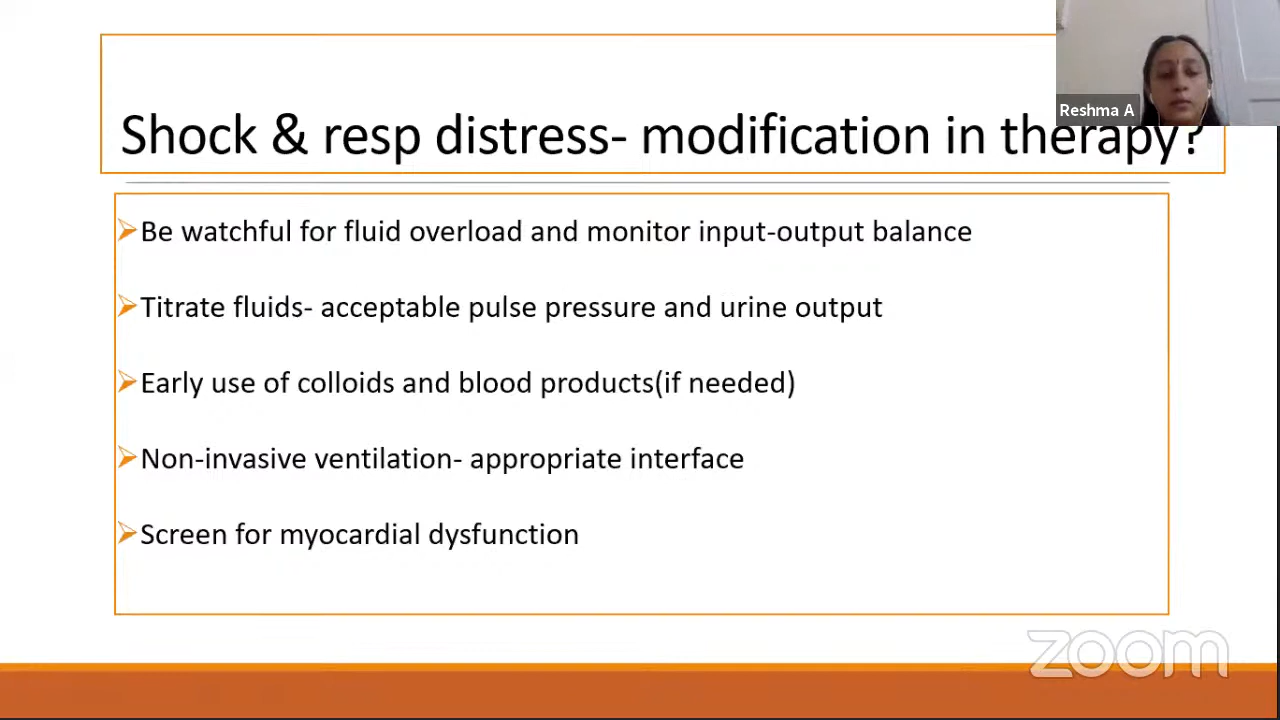 Reshma A
Shock & resp distress- modification in therapy?
Be watchful for fluid overload and monitor input-output balance
Titrate fluids- acceptable pulse pressure and urine output
Early use of colloids and blood products(if needed)
Non-invasive ventilation- appropriate interface
Screen for myocardial dysfunction
zoom